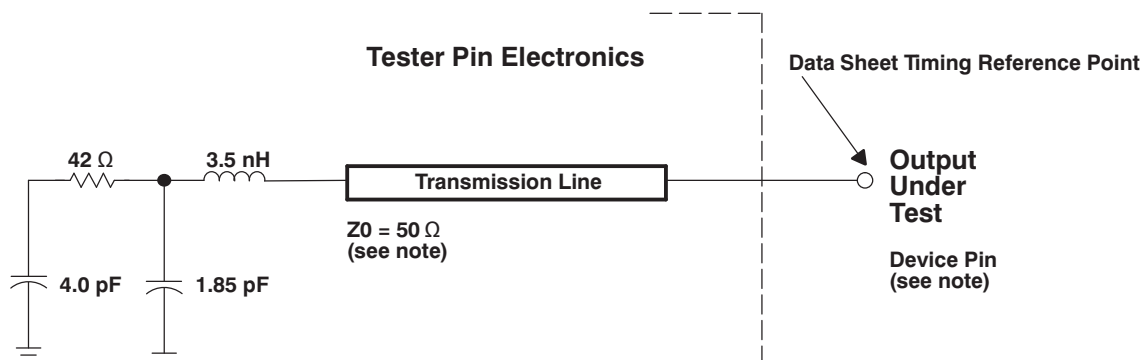 Tester Pin Electronics
Data Sheet Timing Reference Point
42 Ω
3.5 nH
Transmission Line
Output
Under
Test
Z0 = 50 Ω
(see note)
Device Pin
(see note)
4.0 pF
1.85 pF